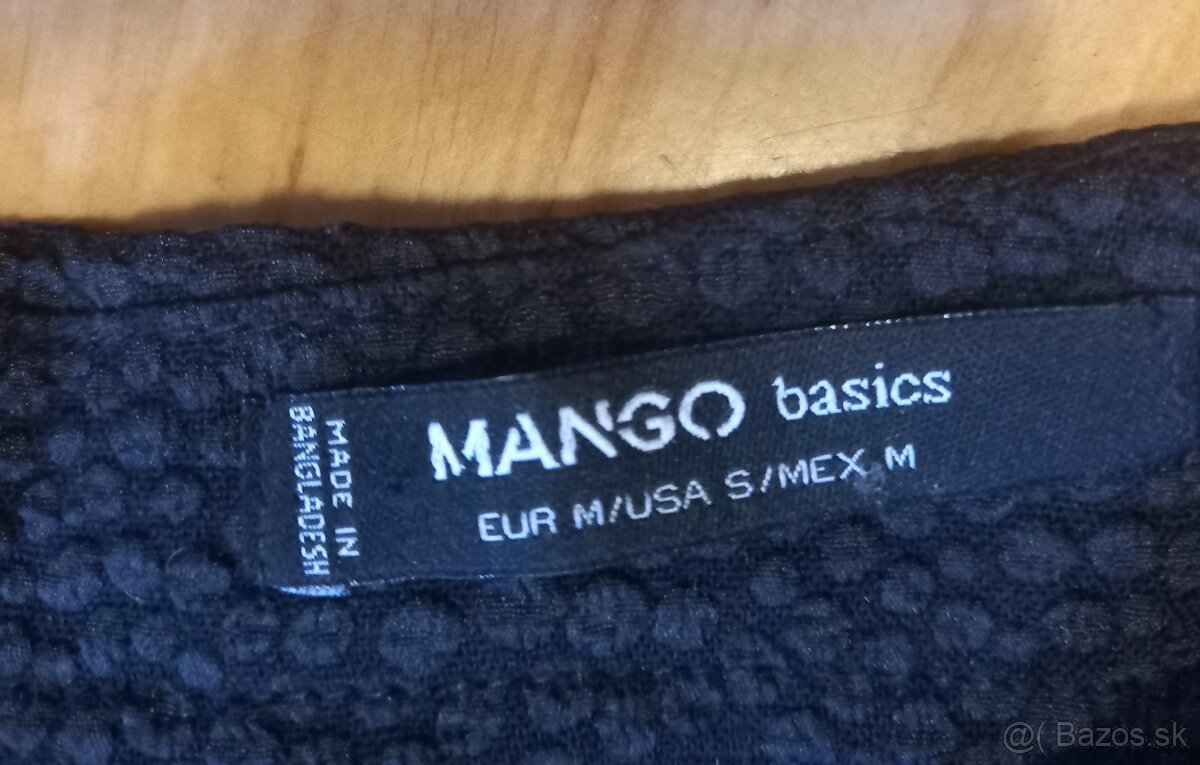 MANGO basics
EUR M/USA S/MEX M
MADE IN
BANGLADESH
@( Bazos.sk